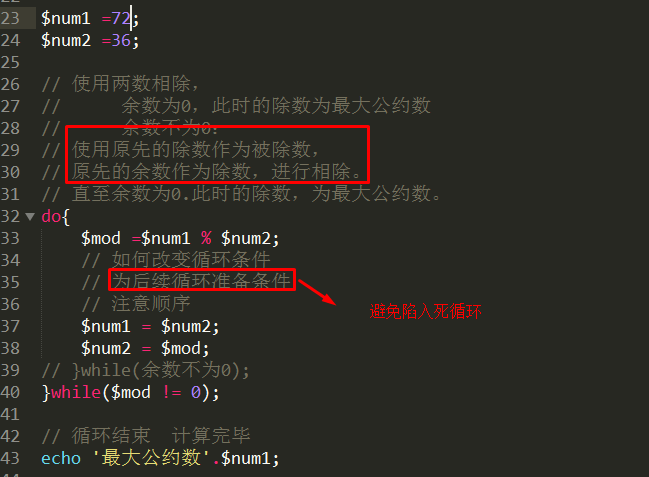 23 $num1 =72;
24 $num2 =36;
25
26 // 使用两数相除，
27 // 余数为0，此时的除数为最大公约数
28 // 余数不为0：
29 // 使用原先的除数作为被除数，
30 // 原先的余数作为除数，进行相除。
31 // 直至余数为0.此时的除数，为最大公约数。
32 do{
33 $mod =$num1 % $num2;
34 // 如何改变循环条件
35 // 为后续循环准备条件
避免陷入死循环
36 // 注意顺序
37 $num1 = $num2;
38 $num2 = $mod;
39 // }while(余数不为0);
40 }while($mod != 0);
41
42 // 循环结束 计算完毕
43 echo '最大公约数'.$num1;